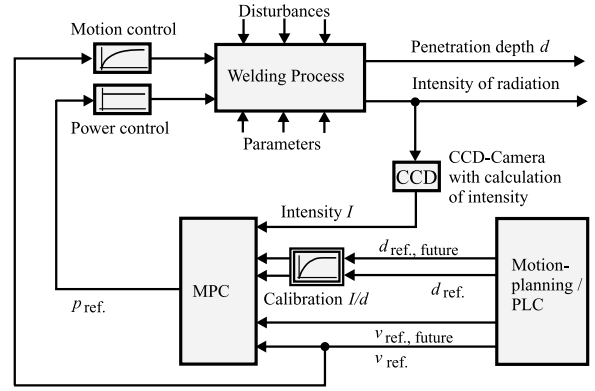 Disturbances
Motion control
Penetration depth d
Welding Process
Intensity of radiation
Power control
Parameters
CCD-Camera
with calculation
of intensity
CCD
Intensity I
d ref., future
Motion-
planning /
PLC
MPC
Calibration I/d
d ref.
p ref.
v ref., future
v ref.